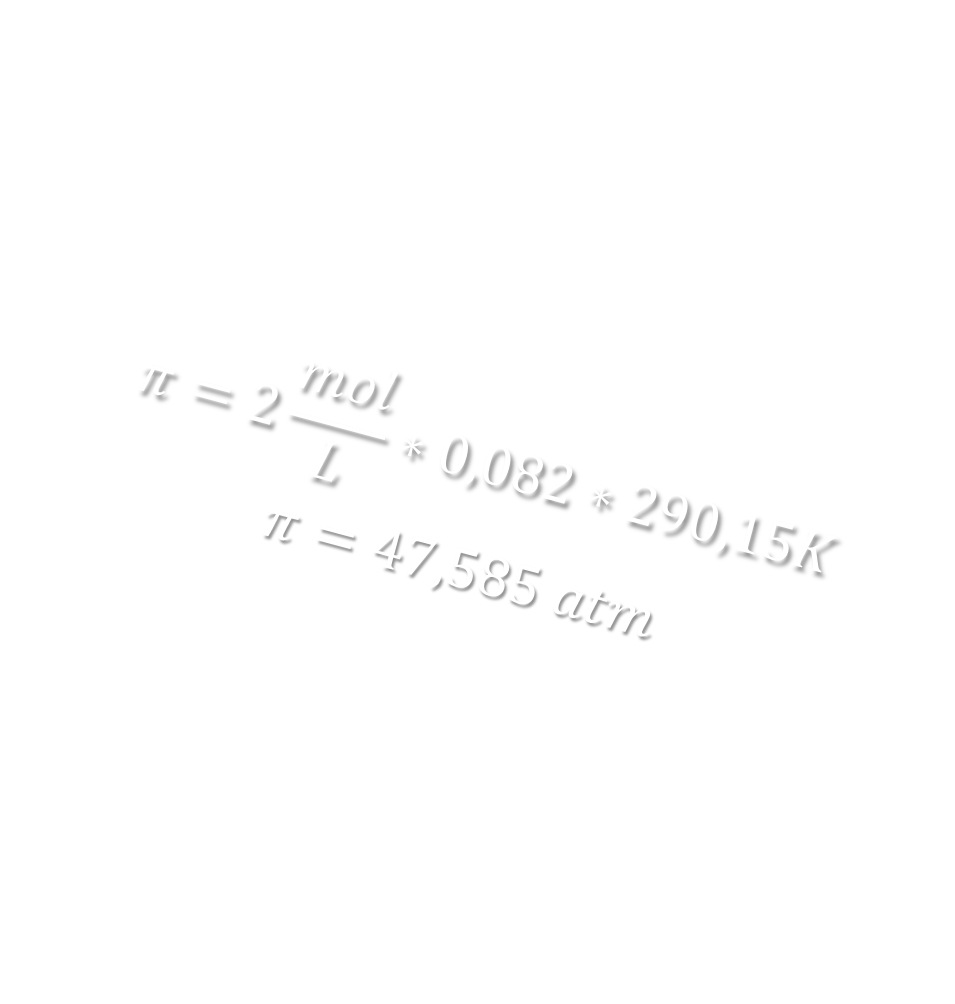 π = 2 mol/L * 0,082 * 290,15K
π = 47,585 atm